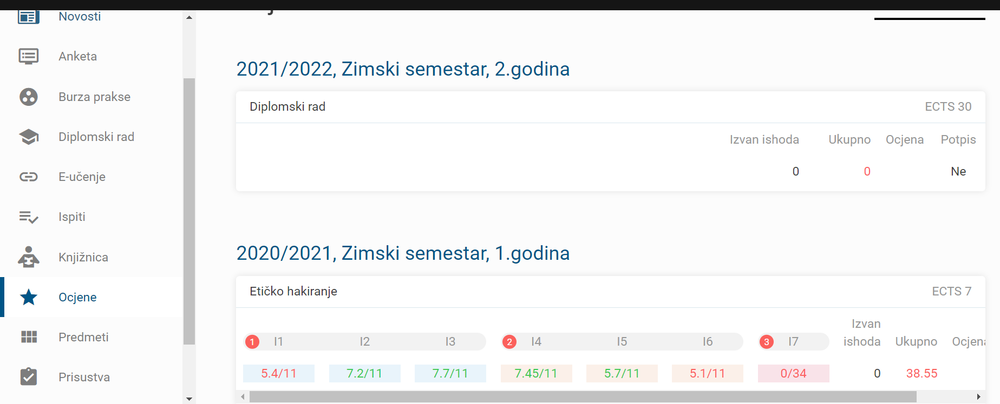 Novosti
Anketa
Burza prakse
Diplomski rad
E-učenje
Ispiti
Knjižnica
Ocjene
Predmeti
Prisustva
2021/2022, Zimski semestar, 2.godina
Diplomski rad ECTS 30
Izvan ishoda Ukupno Ocjena Potpis
0 0 Ne
2020/2021, Zimski semestar, 1.godina
Etičko hakiranje ECTS 7
1 I1 I2 I3 2 I4 I5 I6 3 I7 Izvan ishoda Ukupno Ocjena
5.4/11 7.2/11 7.7/11 7.45/11 5.7/11 5.1/11 0/34 0 38.55